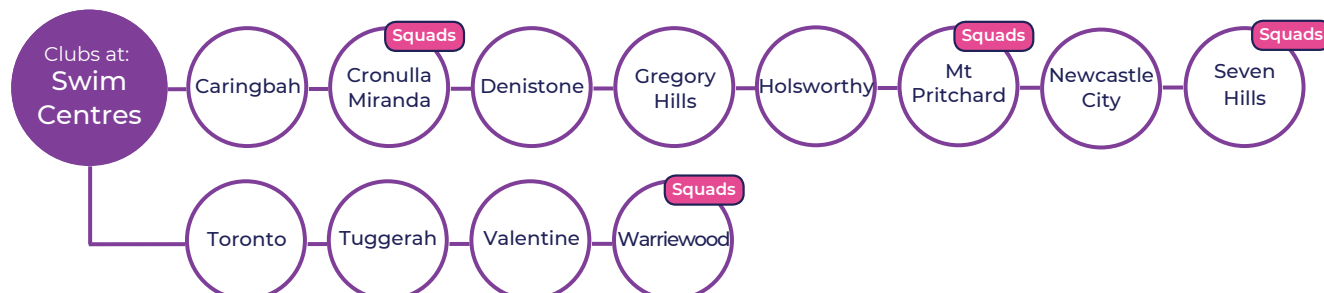 Clubs at:
Swim
Centres
Caringbah
Squads
Cronulla
Miranda
Denistone
Gregory
Hills
Holsworthy
Squads
Mt
Pritchard
Newcastle
City
Squads
Seven
Hills
Toronto
Tuggerah
Valentine
Squads
Warriewood